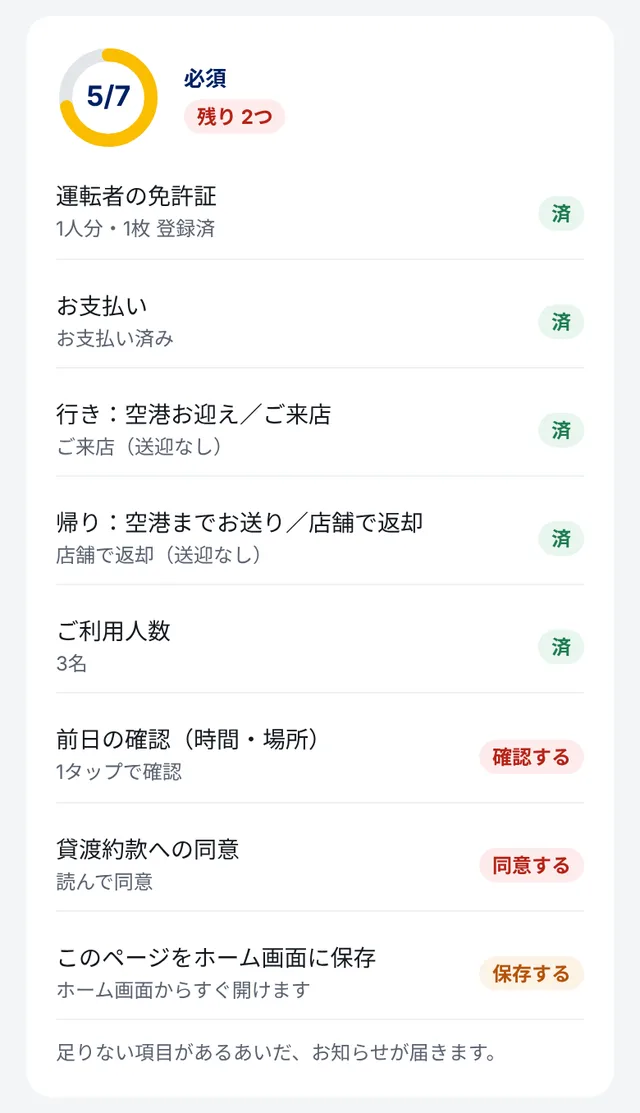 5/7
必須
残り 2つ
運転者の免許証
1人分・1枚 登録済
済
お支払い
お支払い済み
済
行き：空港お迎え／ご来店
ご来店（送迎なし）
済
帰り：空港までお送り／店舗で返却
店舗で返却（送迎なし）
済
ご利用人数
3名
済
前日の確認（時間・場所）
1タップで確認
確認する
貸渡約款への同意
読んで同意
同意する
このページをホーム画面に保存
ホーム画面からすぐ開けます
保存する
足りない項目があるあいだ、お知らせが届きます。